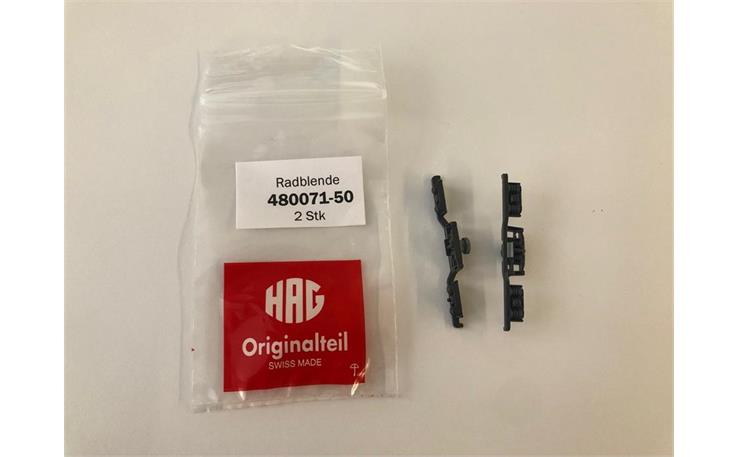 Radblende
480071-50
2 Stk
HAG
Originalteil
SWISS MADE